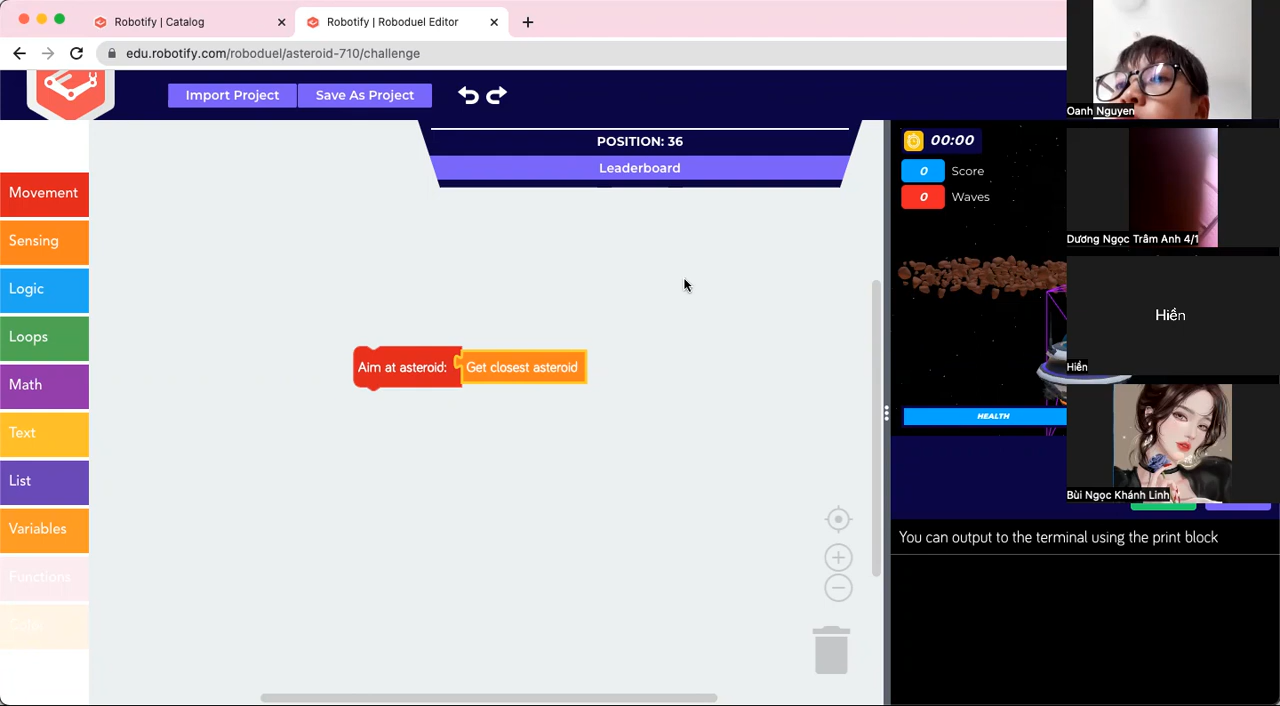 Robotify | Catalog
Robotify | Roboduel Editor
edu.robotify.com/roboduel/asteroid-710/challenge
Import Project
Save As Project
POSITION: 36
Leaderboard
Movement
Sensing
Logic
Loops
Math
Text
List
Variables
Functions
Color
Aim at asteroid:
Get closest asteroid
00:00
0 Score
0 Waves
HEALTH
You can output to the terminal using the print block
Oanh Nguyen
Dương Ngọc Trâm Anh 4/1
Hiền
Hiền
Bùi Ngọc Khánh Linh